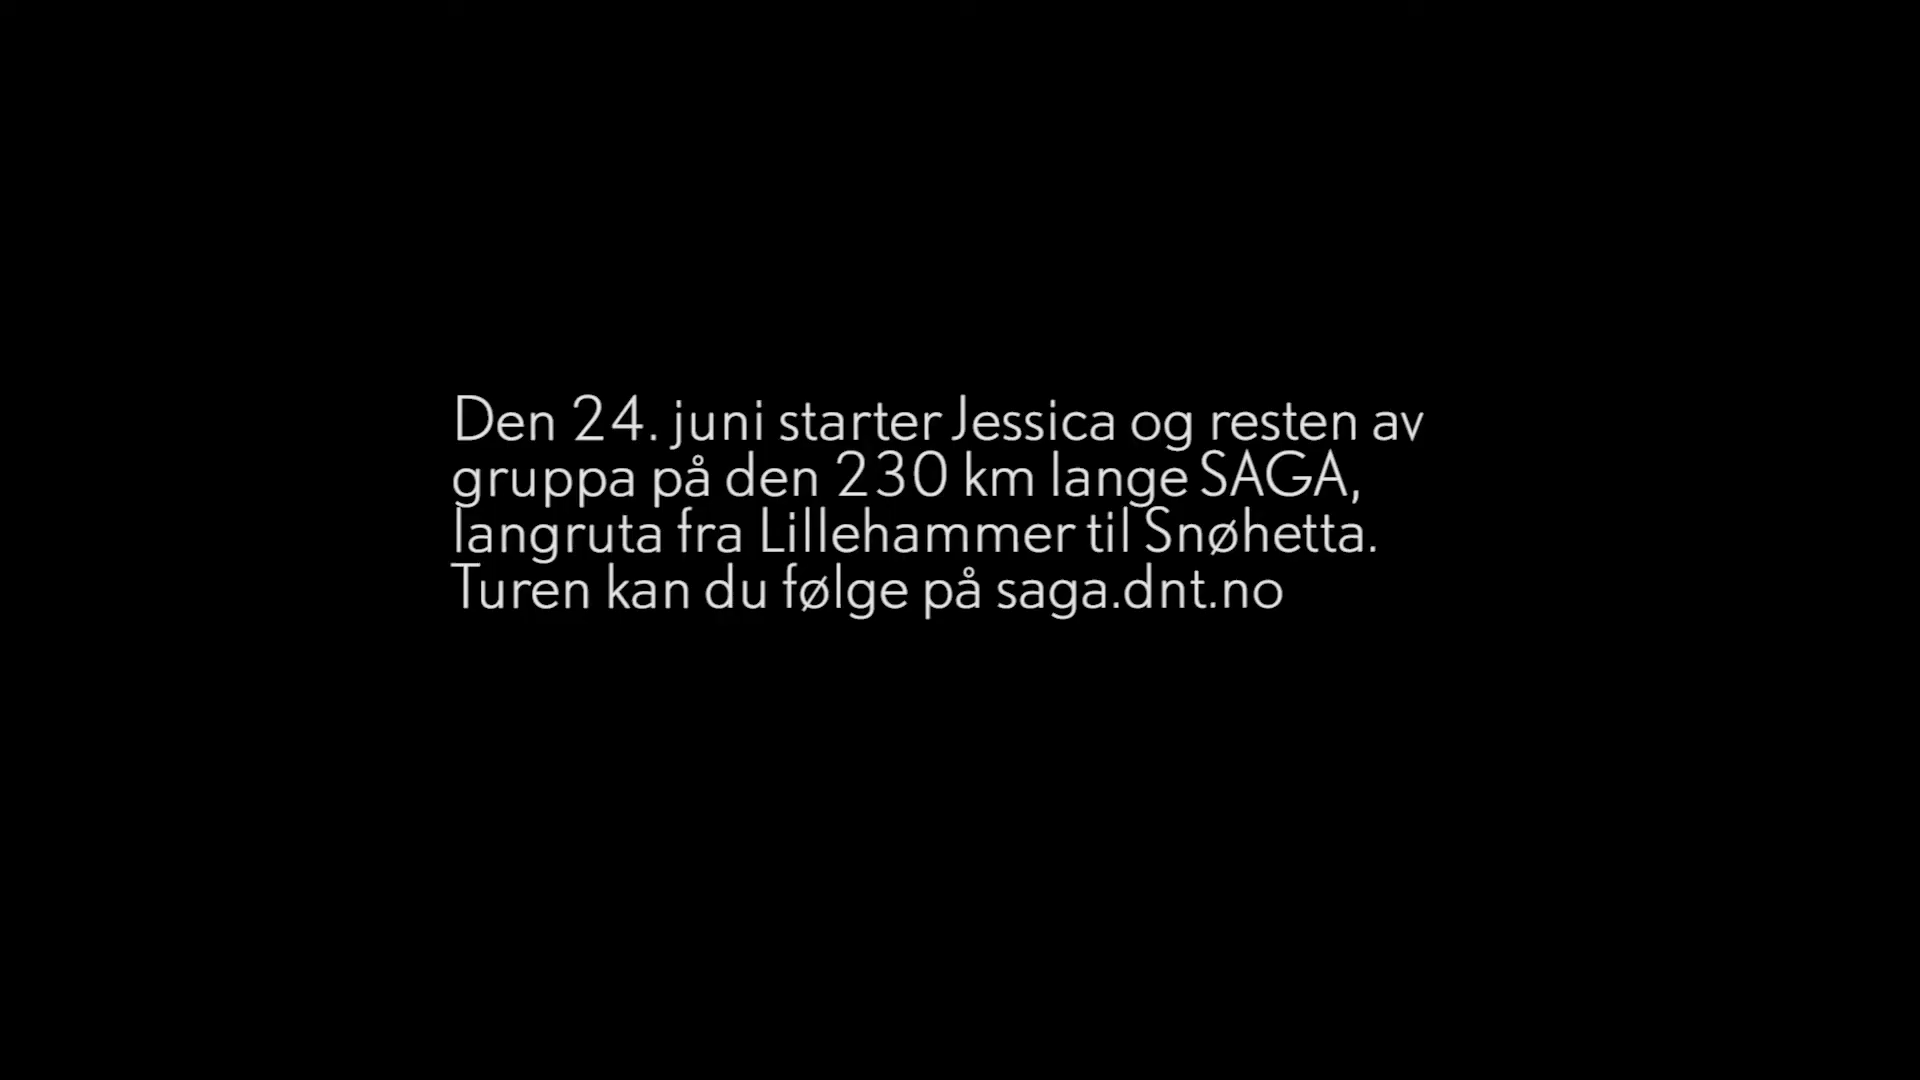 Den 24. juni starter Jessica og resten av
gruppa på den 230 km lange SAGA,
langruta fra Lillehammer til Snøhetta.
Turen kan du følge på saga.dnt.no